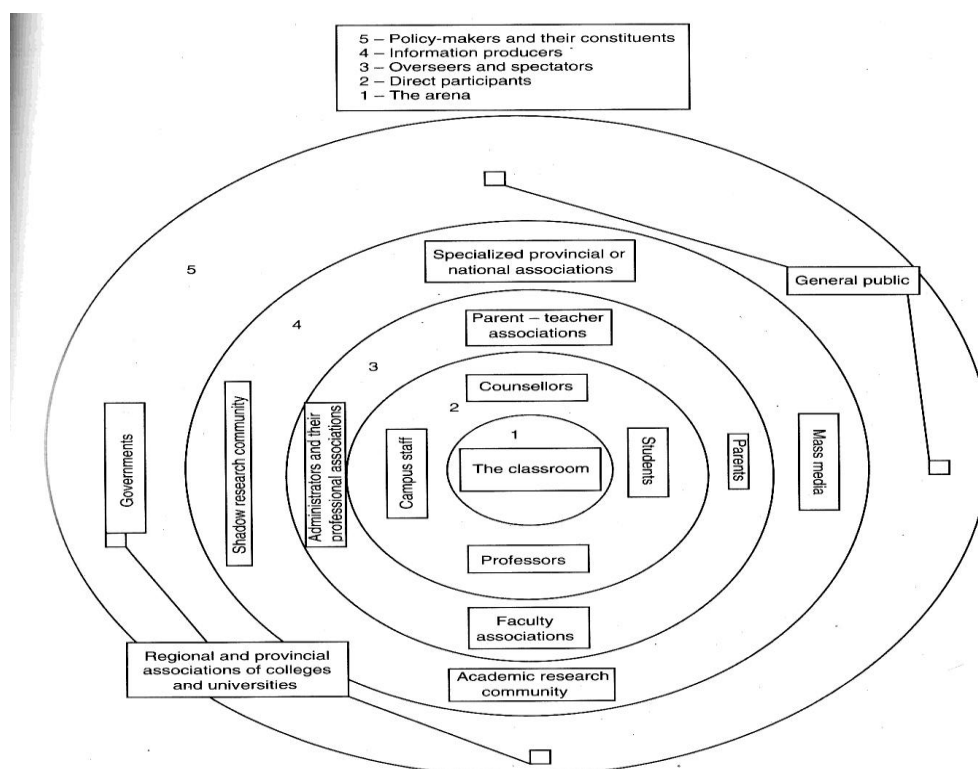 5 – Policy-makers and their constituents
4 – Information producers
3 – Overseers and spectators
2 – Direct participants
1 – The arena
5
Specialized provincial or
national associations
General public
4
Parent – teacher
associations
3
Counsellors
2
1
Governments
Shadow research community
Administrators and their
professional associations
Campus staff
The classroom
Students
Parents
Mass media
Professors
Faculty
associations
Regional and provincial
associations of colleges
and universities
Academic research
community